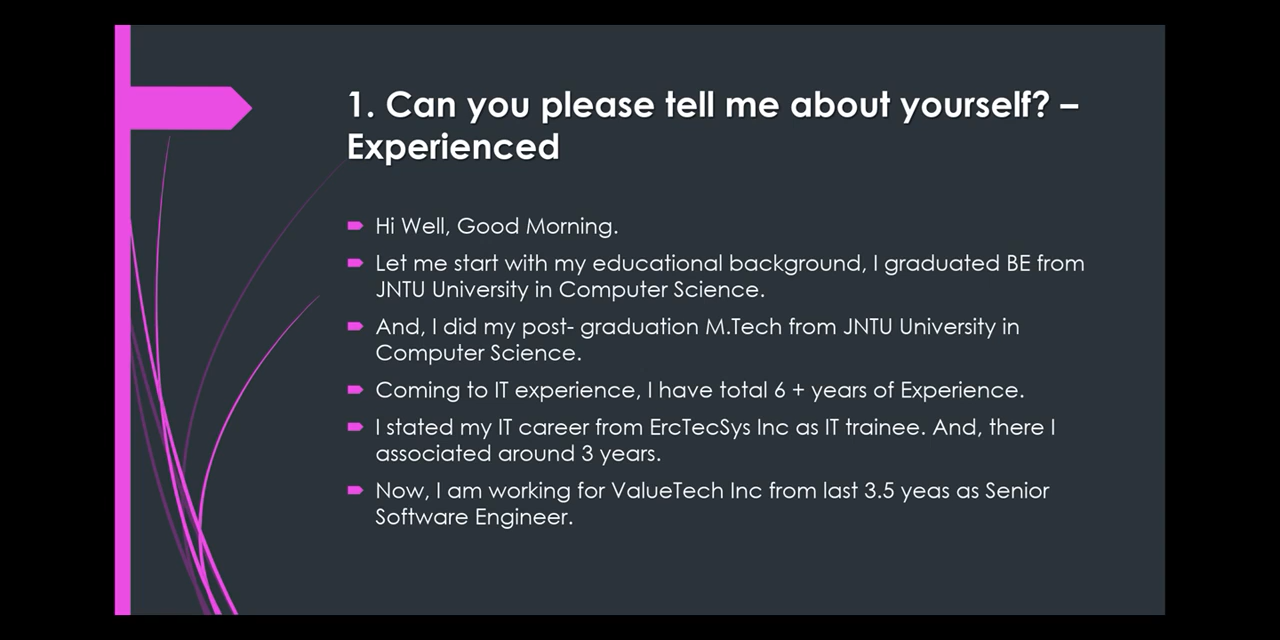 1. Can you please tell me about yourself? –
Experienced
Hi Well, Good Morning.
Let me start with my educational background, I graduated BE from
JNTU University in Computer Science.
And, I did my post- graduation M.Tech from JNTU University in
Computer Science.
Coming to IT experience, I have total 6 + years of Experience.
I stated my IT career from ErcTecSys Inc as IT trainee. And, there I
associated around 3 years.
Now, I am working for ValueTech Inc from last 3.5 yeas as Senior
Software Engineer.